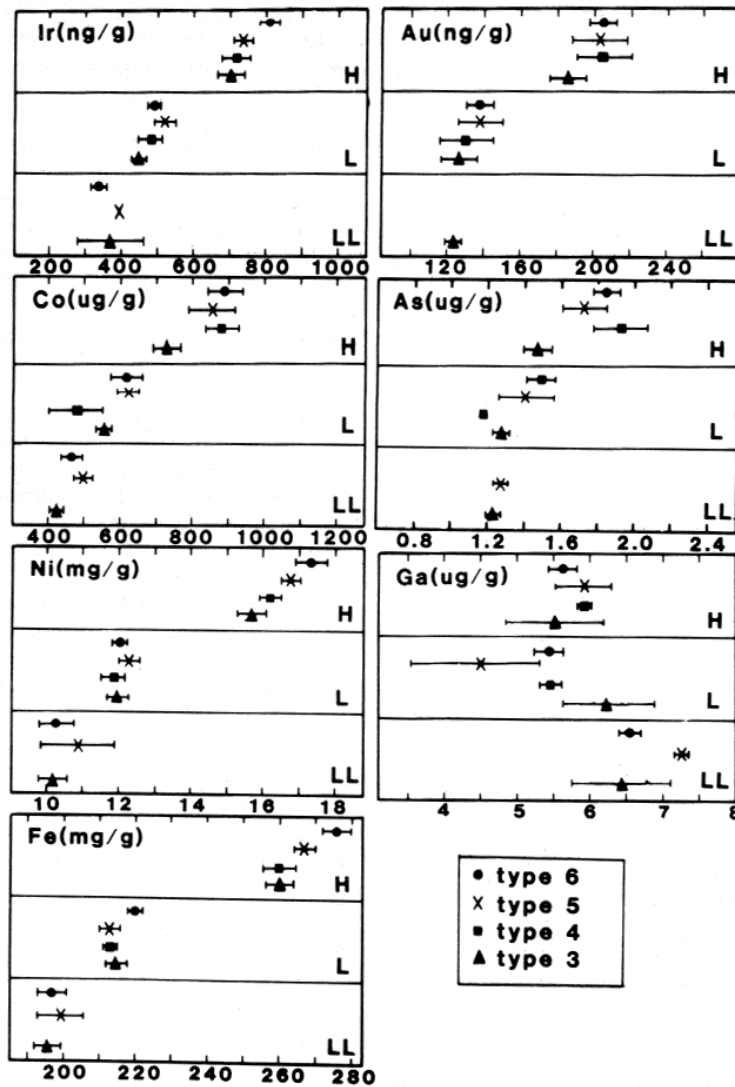 Ir(ng/g)
H
L
LL
200 400 600 800 1000
Au(ng/g)
H
L
LL
120 160 200 240
Co(ug/g)
H
L
LL
400 600 800 1000 1200
As(ug/g)
H
L
LL
0.8 1.2 1.6 2.0 2.4
Ni(mg/g)
H
L
LL
10 12 14 16 18
Ga(ug/g)
H
L
LL
4 5 6 7 8
Fe(mg/g)
H
L
LL
200 220 240 260 280
type 6
type 5
type 4
type 3